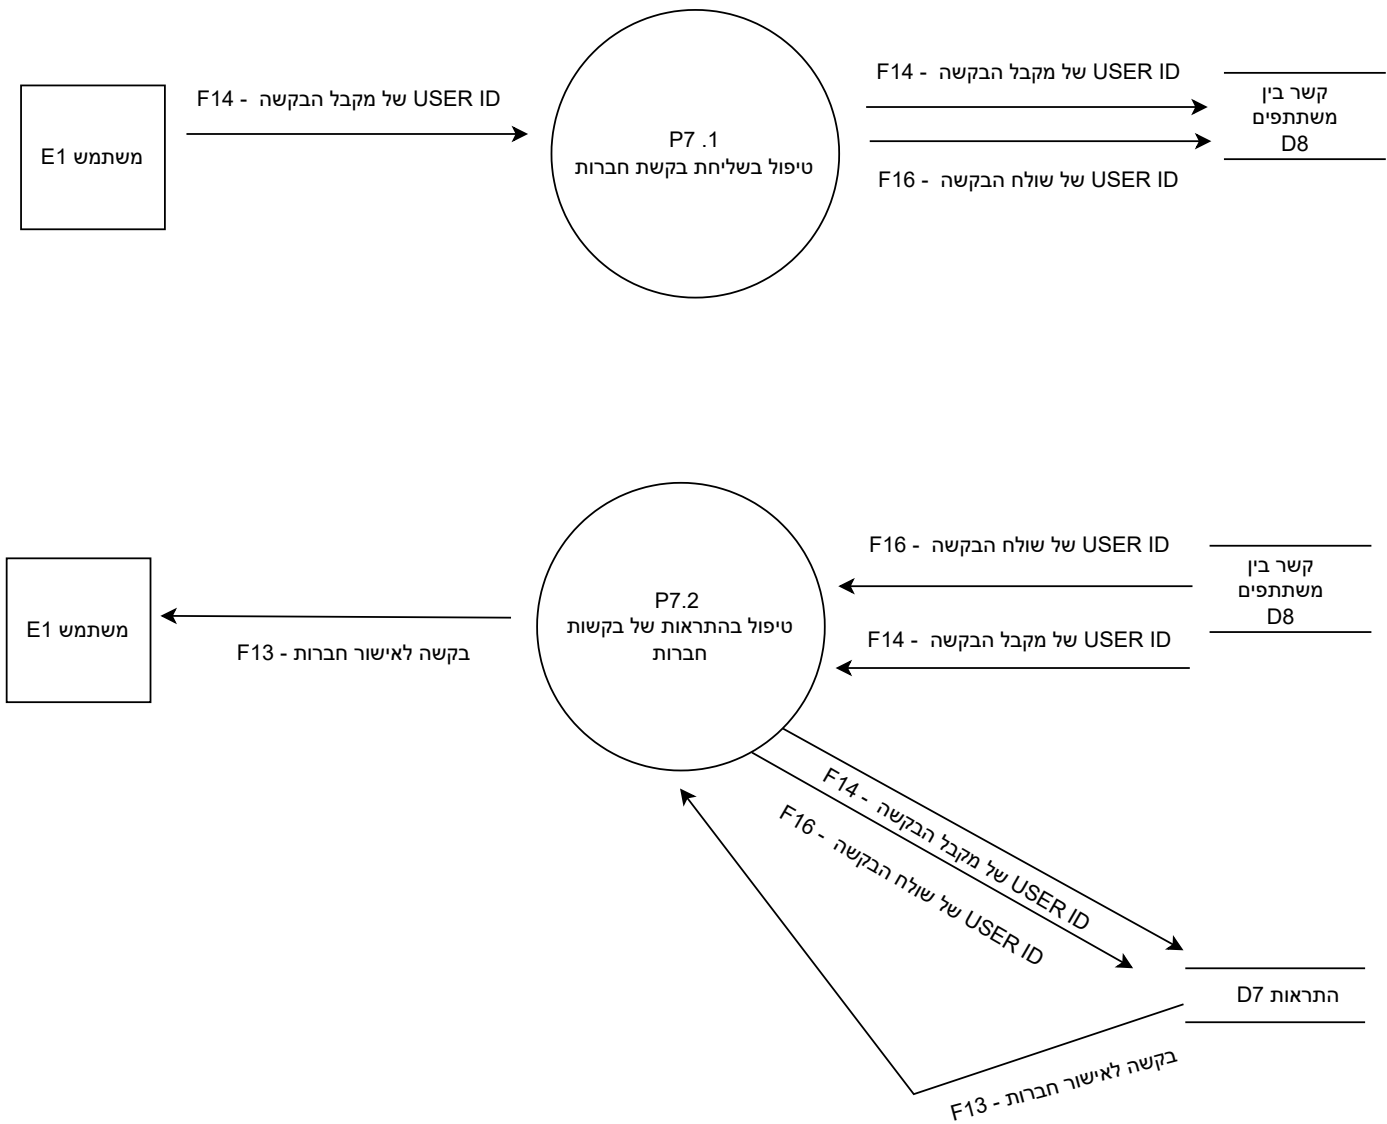 משתמש E1
F14 - USER ID של מקבל הבקשה
P7 .1
טיפול בשליחת בקשת חברות
F14 - USER ID של מקבל הבקשה
F16 - USER ID של שולח הבקשה
קשר בין
משתתפים
D8
משתמש E1
F13 - בקשה לאישור חברות
P7.2
טיפול בהתראות של בקשות
חברות
F16 - USER ID של שולח הבקשה
F14 - USER ID של מקבל הבקשה
קשר בין
משתתפים
D8
F14 - USER ID של מקבל הבקשה
F16 - USER ID של שולח הבקשה
התראות D7
F13 - בקשה לאישור חברות